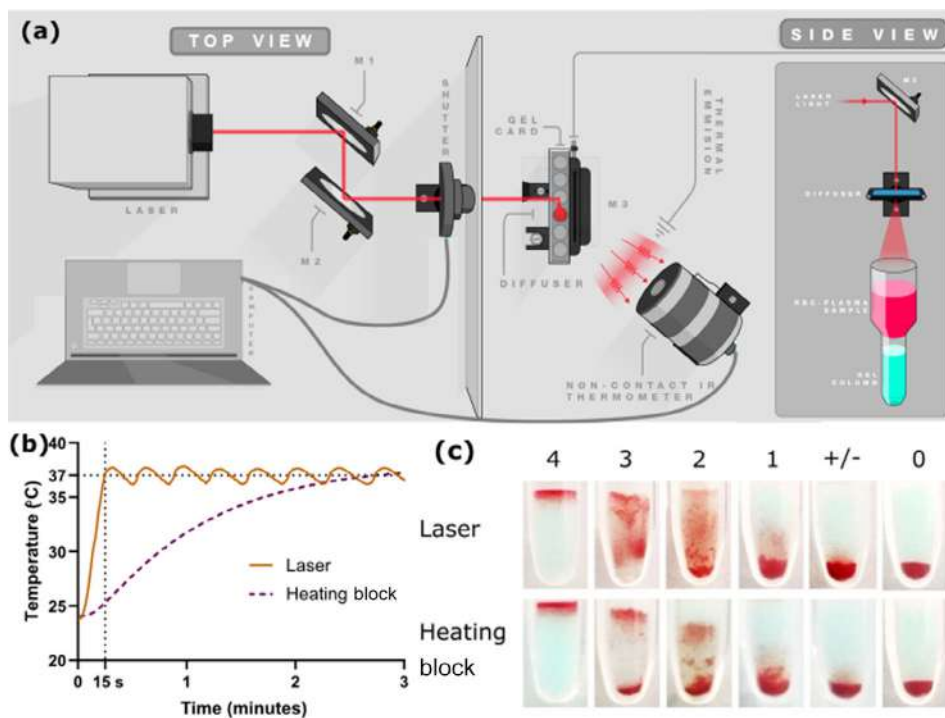 (a)
TOP VIEW
SIDE VIEW
M1
M2
SHUTTER
LASER
COMPUTER
GEL
CARD
DIFFUSER
M3
THERMAL
EMMISION
NON-CONTACT IR
THERMOMETER
M3
LASER
LIGHT
DIFFUSER
RBC-PLASMA
SAMPLE
GEL
COLUMN
(b)
Temperature (⁰C)
40
37
35
30
25
20
Laser
Heating block
0
15 s
1
2
3
Time (minutes)
(c)
4 3 2 1 +/- 0
Laser
Heating
block